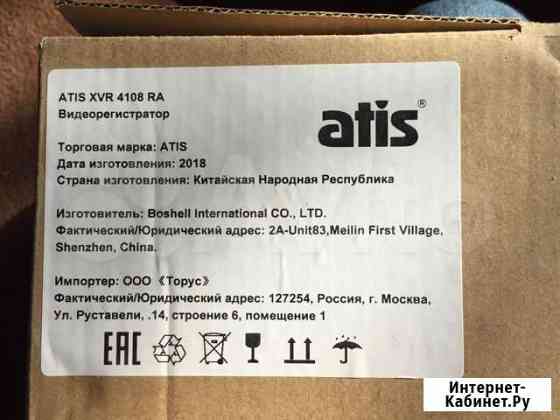 ATIS XVR 4108 RA
Видеорегистратор
atis®
Торговая марка: ATIS
Дата изготовления: 2018
Страна изготовления: Китайская Народная Республика
Изготовитель: Boshell International CO., LTD.
Фактический/Юридический адрес: 2A-Unit83,Meilin First Village,
Shenzhen, China.
Импортер: ООО 《Торус》
Фактический/Юридический адрес: 127254, Россия, г. Москва,
Ул. Руставели, .14, строение 6, помещение 1
EAC
Интернет-
Кабинет.Ру